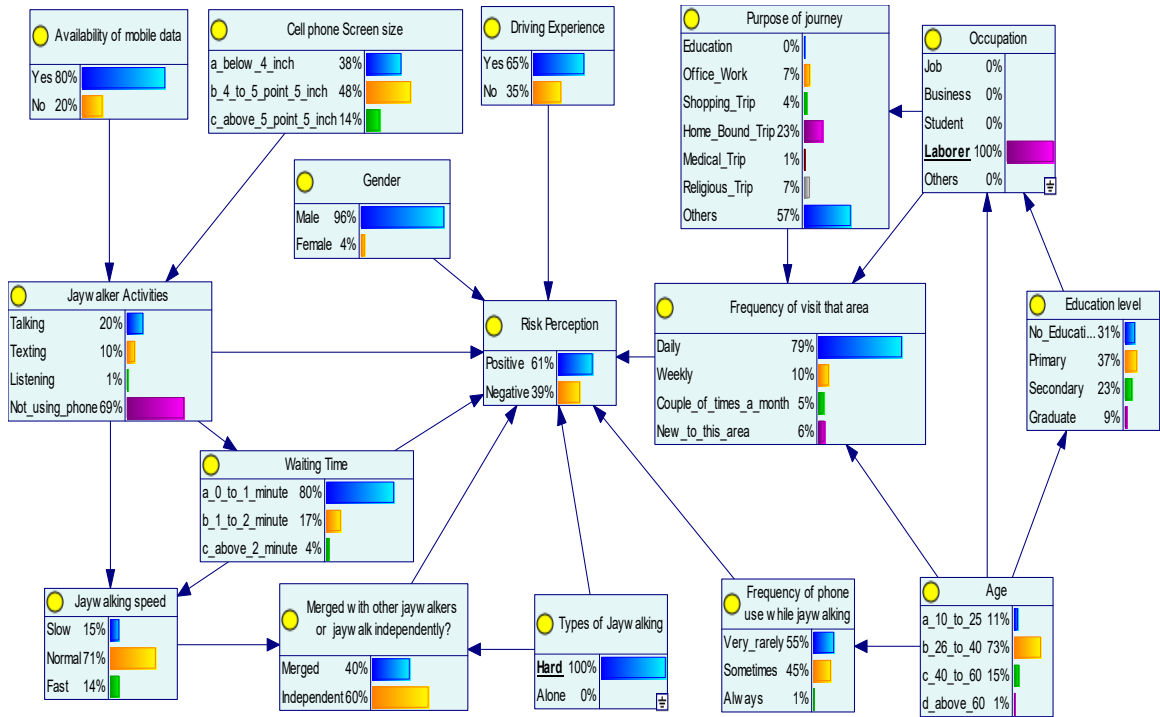 Availability of mobile data
Yes 80%
No 20%
Cell phone Screen size
a_below_4_inch 38%
b_4_to_5_point_5_inch 48%
c_above_5_point_5_inch 14%
Driving Experience
Yes 65%
No 35%
Purpose of journey
Education 0%
Office_Work 7%
Shopping_Trip 4%
Home_Bound_Trip 23%
Medical_Trip 1%
Religious_Trip 7%
Others 57%
Occupation
Job 0%
Business 0%
Student 0%
Laborer 100%
Others 0%
Gender
Male 96%
Female 4%
Jaywalker Activities
Talking 20%
Texting 10%
Listening 1%
Not_using_phone 69%
Risk Perception
Positive 61%
Negative 39%
Frequency of visit that area
Daily 79%
Weekly 10%
Couple_of_times_a_month 5%
New_to_this_area 6%
Education level
No_Educati... 31%
Primary 37%
Secondary 23%
Graduate 9%
Waiting Time
a_0_to_1_minute 80%
b_1_to_2_minute 17%
c_above_2_minute 4%
Jaywalking speed
Slow 15%
Normal 71%
Fast 14%
Merged with other jaywalkers
or jaywalk independently?
Merged 40%
Independent 60%
Types of Jaywalking
Hard 100%
Alone 0%
Frequency of phone
use while jaywalking
Very_rarely 55%
Sometimes 45%
Always 1%
Age
a_10_to_25 11%
b_26_to_40 73%
c_40_to_60 15%
d_above_60 1%